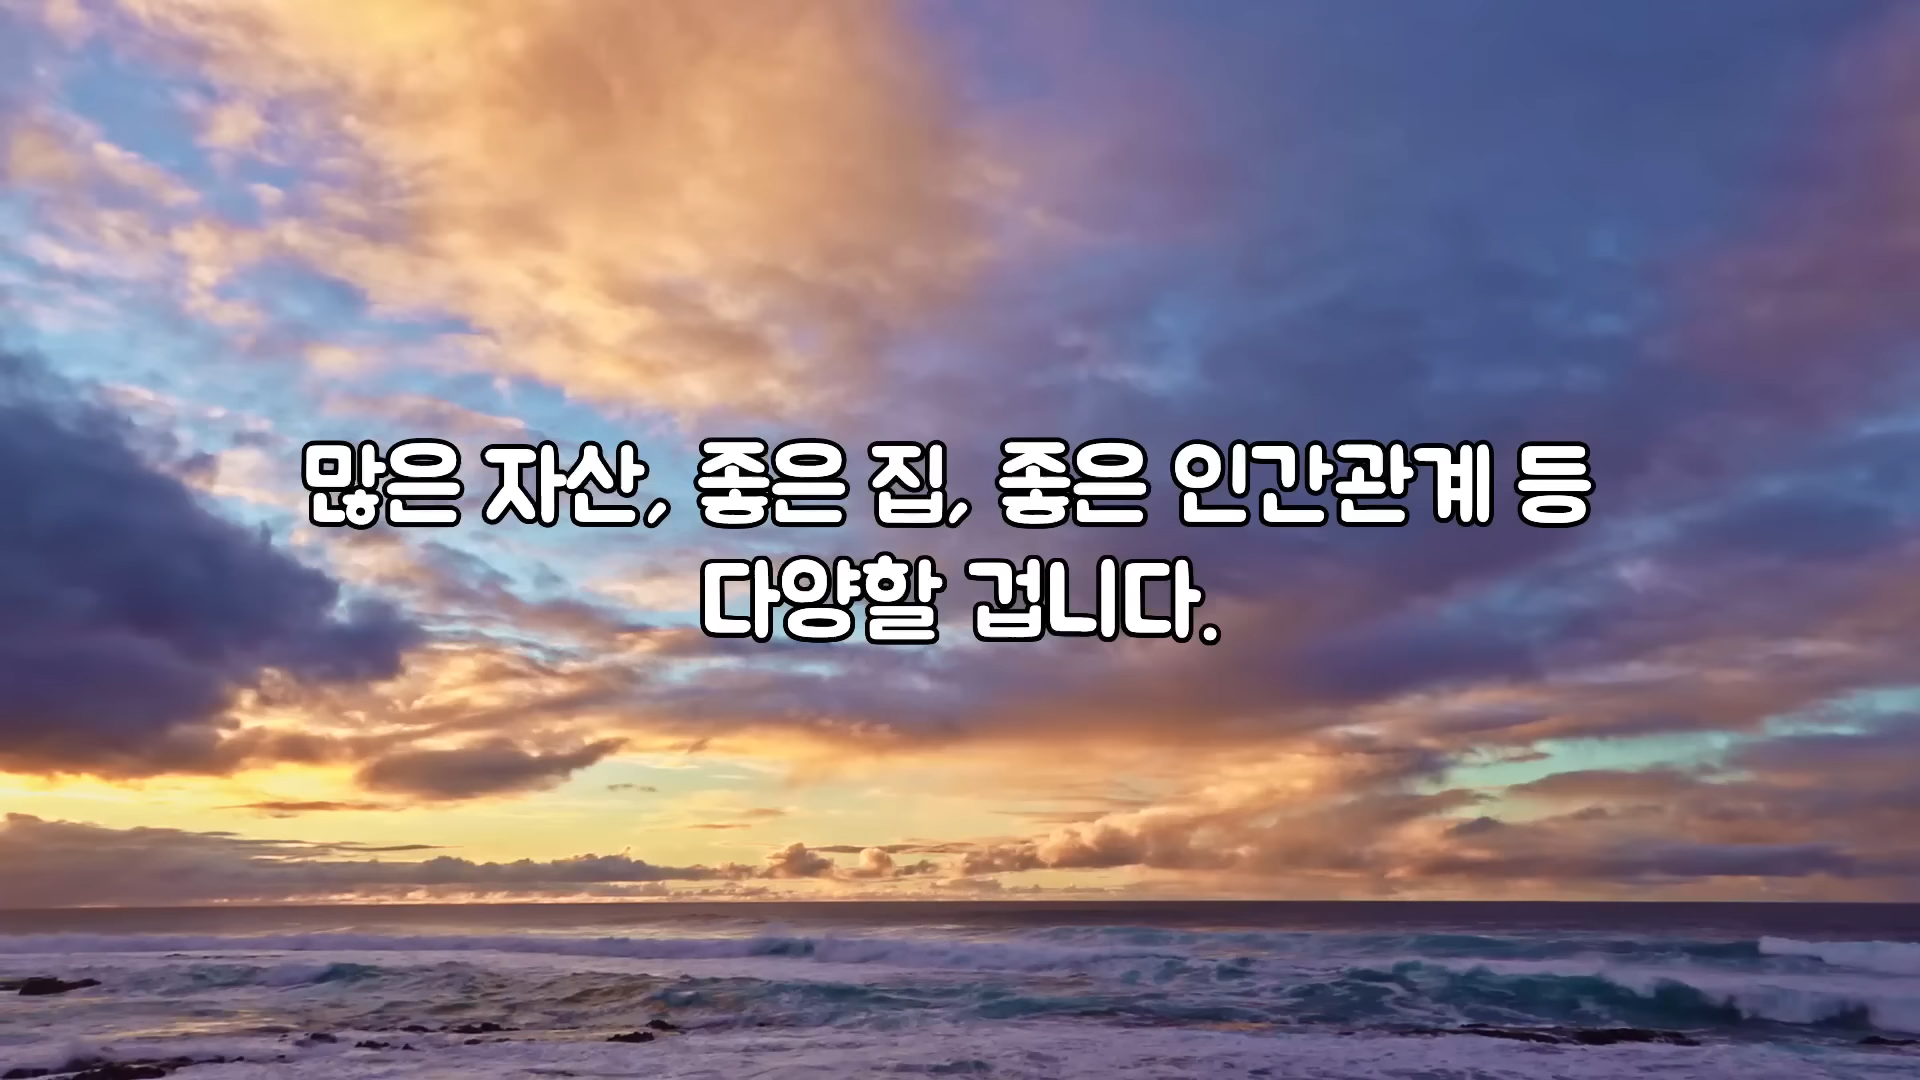 많은 자산, 좋은 집, 좋은 인간관계 등
다양할 겁니다.